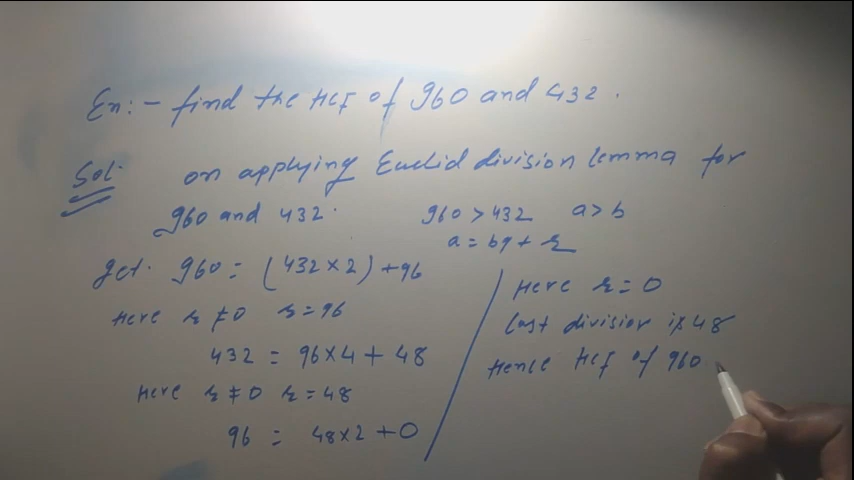 Ex:- find the HCF of 960 and 432.
Sol. on applying Euclid division lemma for
960 and 432. 960 > 432 a > b
a = bq + r
get. 960 = (432 × 2) + 96
Here r ≠ 0 r = 96
432 = 96 × 4 + 48
Here r ≠ 0 r = 48
96 = 48 × 2 + 0
Here r = 0
last division is 48
Hence HCF of 960